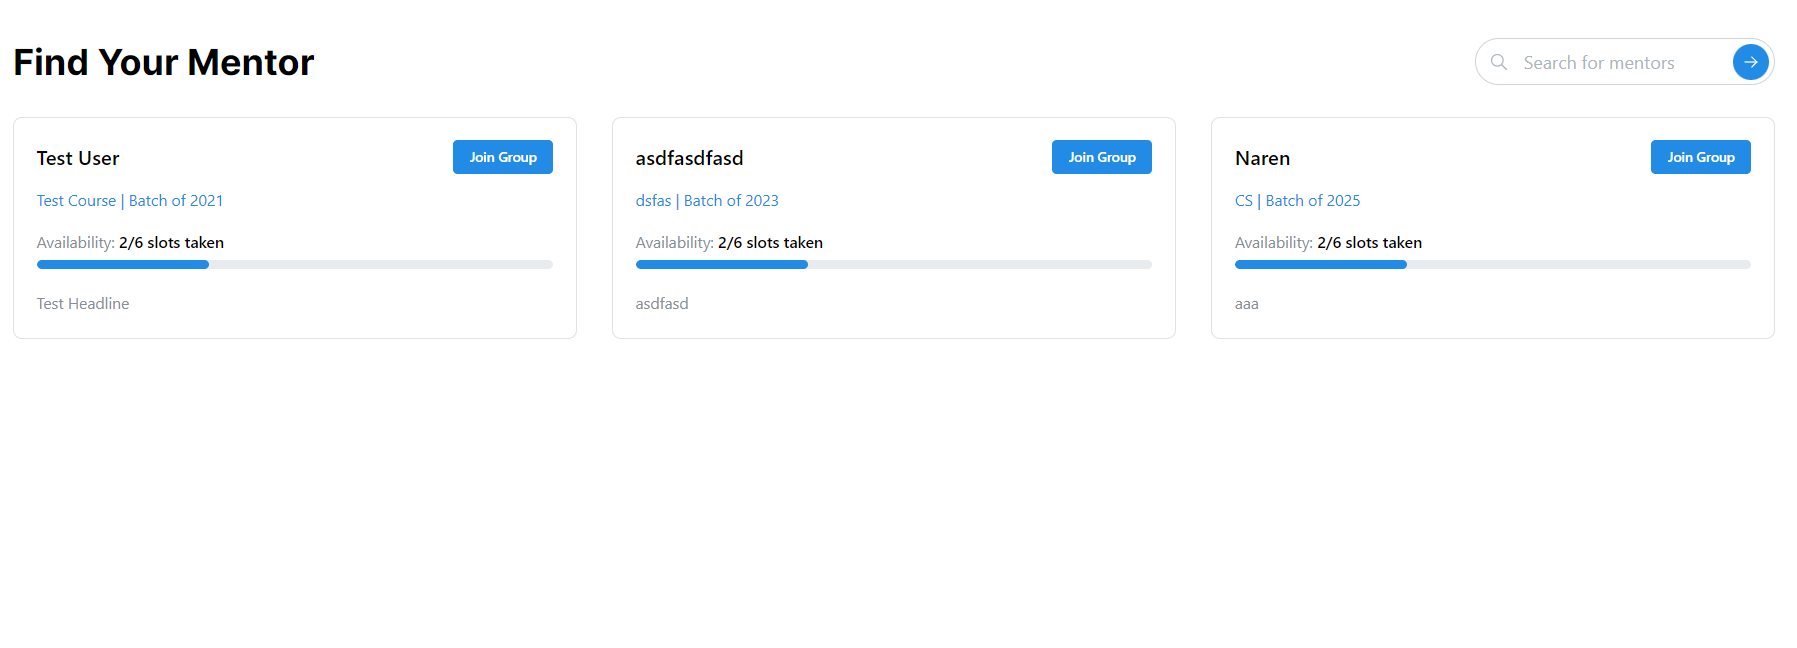 Find Your Mentor
Search for mentors
Test User
Join Group
Test Course | Batch of 2021
Availability: 2/6 slots taken
Test Headline
asdfasdfasd
Join Group
dsfas | Batch of 2023
Availability: 2/6 slots taken
asdfasd
Naren
Join Group
CS | Batch of 2025
Availability: 2/6 slots taken
aaa